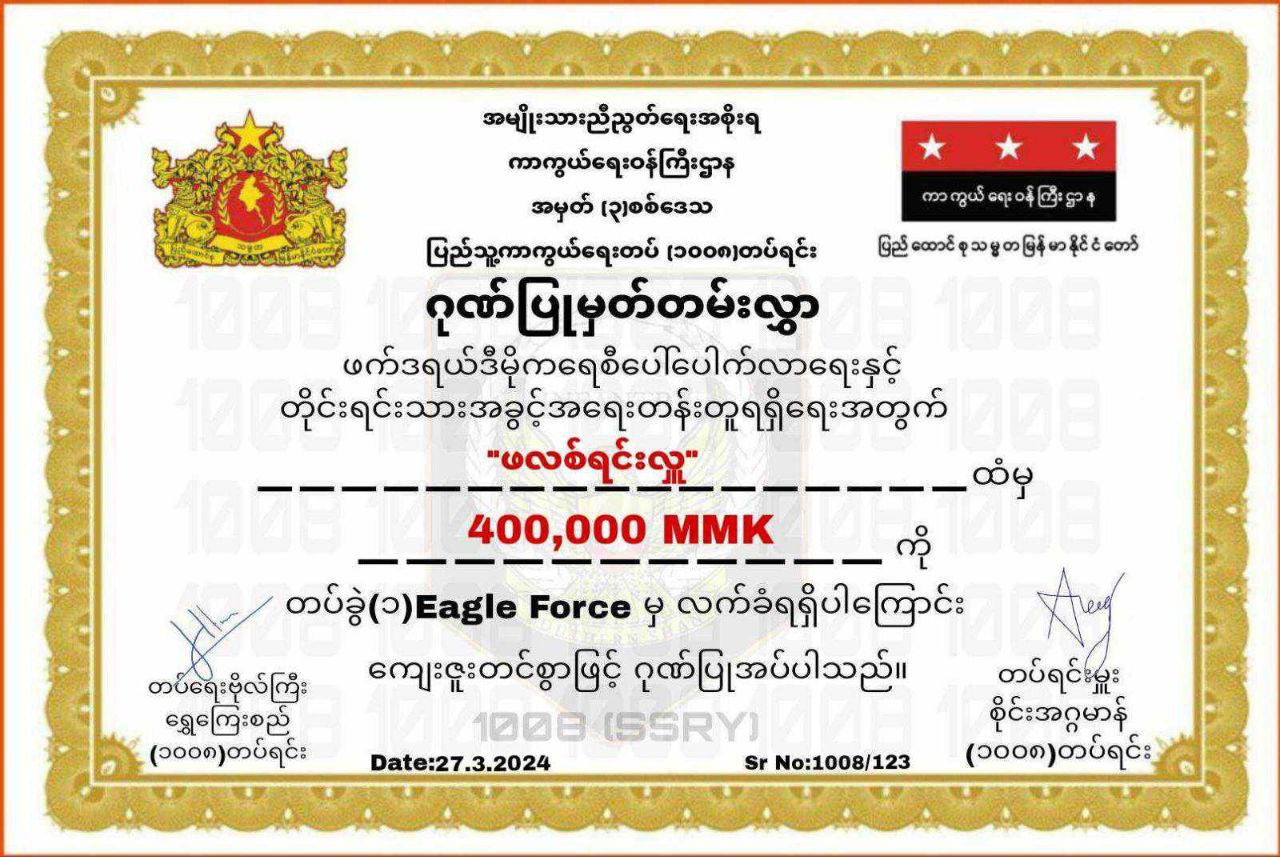 အမျိုးသားညီညွတ်ရေးအစိုးရ
ကာကွယ်ရေးဝန်ကြီးဌာန
အမှတ် (၃)စစ်ဒေသ
ပြည်သူ့ကာကွယ်ရေးတပ် (၁၀၀၈)တပ်ရင်း
ကာကွယ်ရေးဝန်ကြီးဌာန
ပြည်ထောင်စုသမ္မတမြန်မာနိုင်ငံတော်
သမ္မတ
ဂုဏ်ပြုမှတ်တမ်းလွှာ
ဖက်ဒရယ်ဒီမိုကရေစီပေါ်ပေါက်လာရေးနှင့်
တိုင်းရင်းသားအခွင့်အရေးတန်းတူရရှိရေးအတွက်
"ဖလစ်ရင်းလှူ"
ထံမှ
400,000 MMK
ကို
တပ်ခွဲ(၁)Eagle Force မှ လက်ခံရရှိပါကြောင်း
ကျေးဇူးတင်စွာဖြင့် ဂုဏ်ပြုအပ်ပါသည်။
တပ်ရေးဗိုလ်ကြီး
ရွှေကြေးစည်
(၁၀၀၈)တပ်ရင်း
တပ်ရင်းမှူး
စိုင်းအဂ္ဂမာန်
(၁၀၀၈)တပ်ရင်း
1008 (SSRY)
Date:27.3.2024
Sr No:1008/123